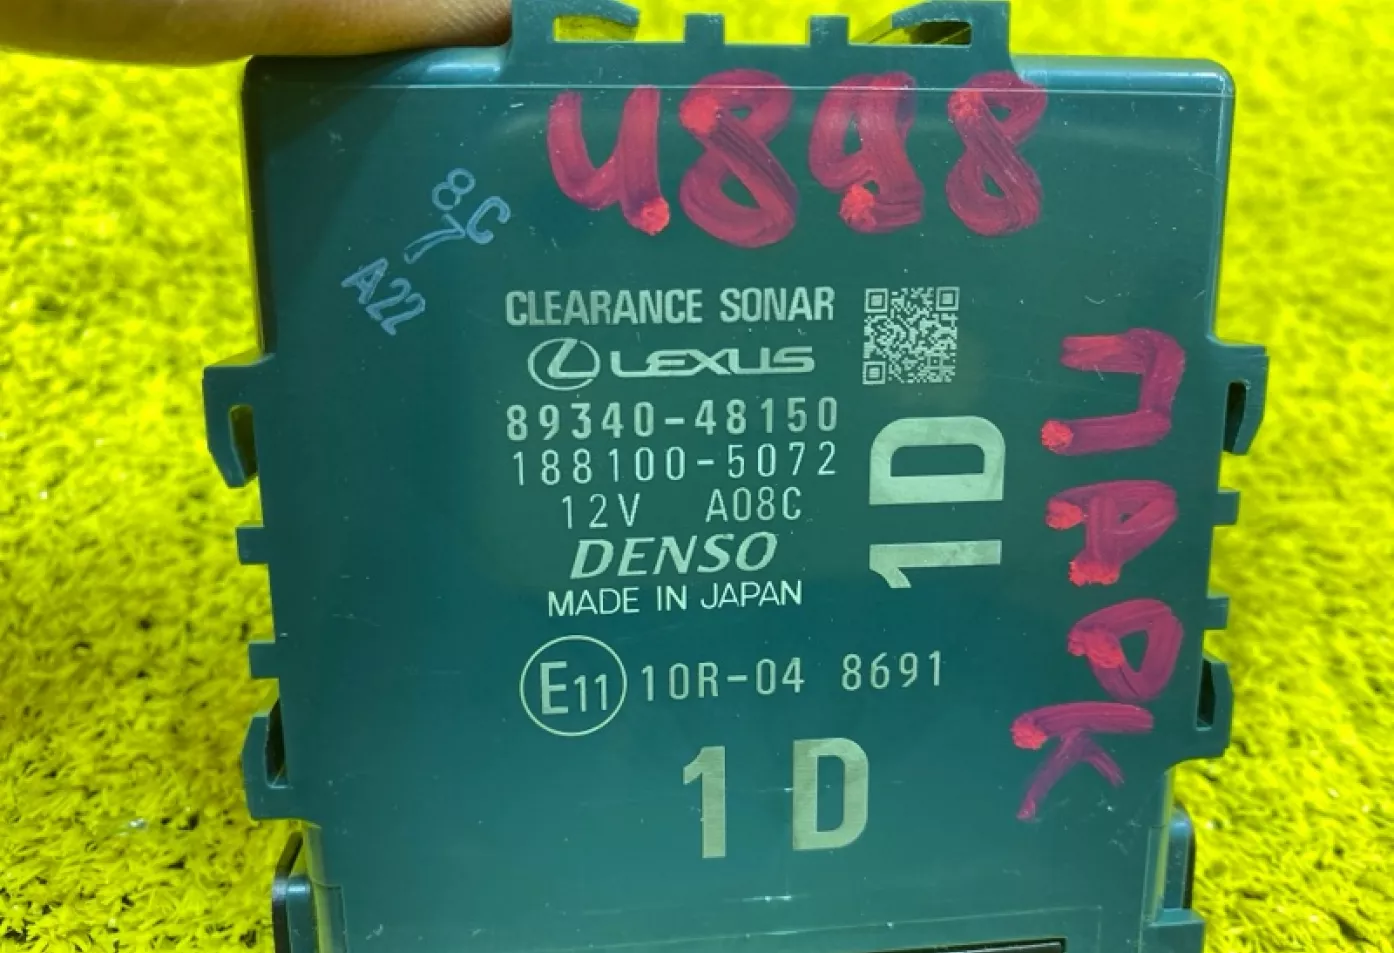 4898
8C
7
A22
CLEARANCE SONAR
LEXUS
89340-48150
188100-5072
12V A08C
DENSO
MADE IN JAPAN
1D
E11 10R-04 8691
1D
ПАРК